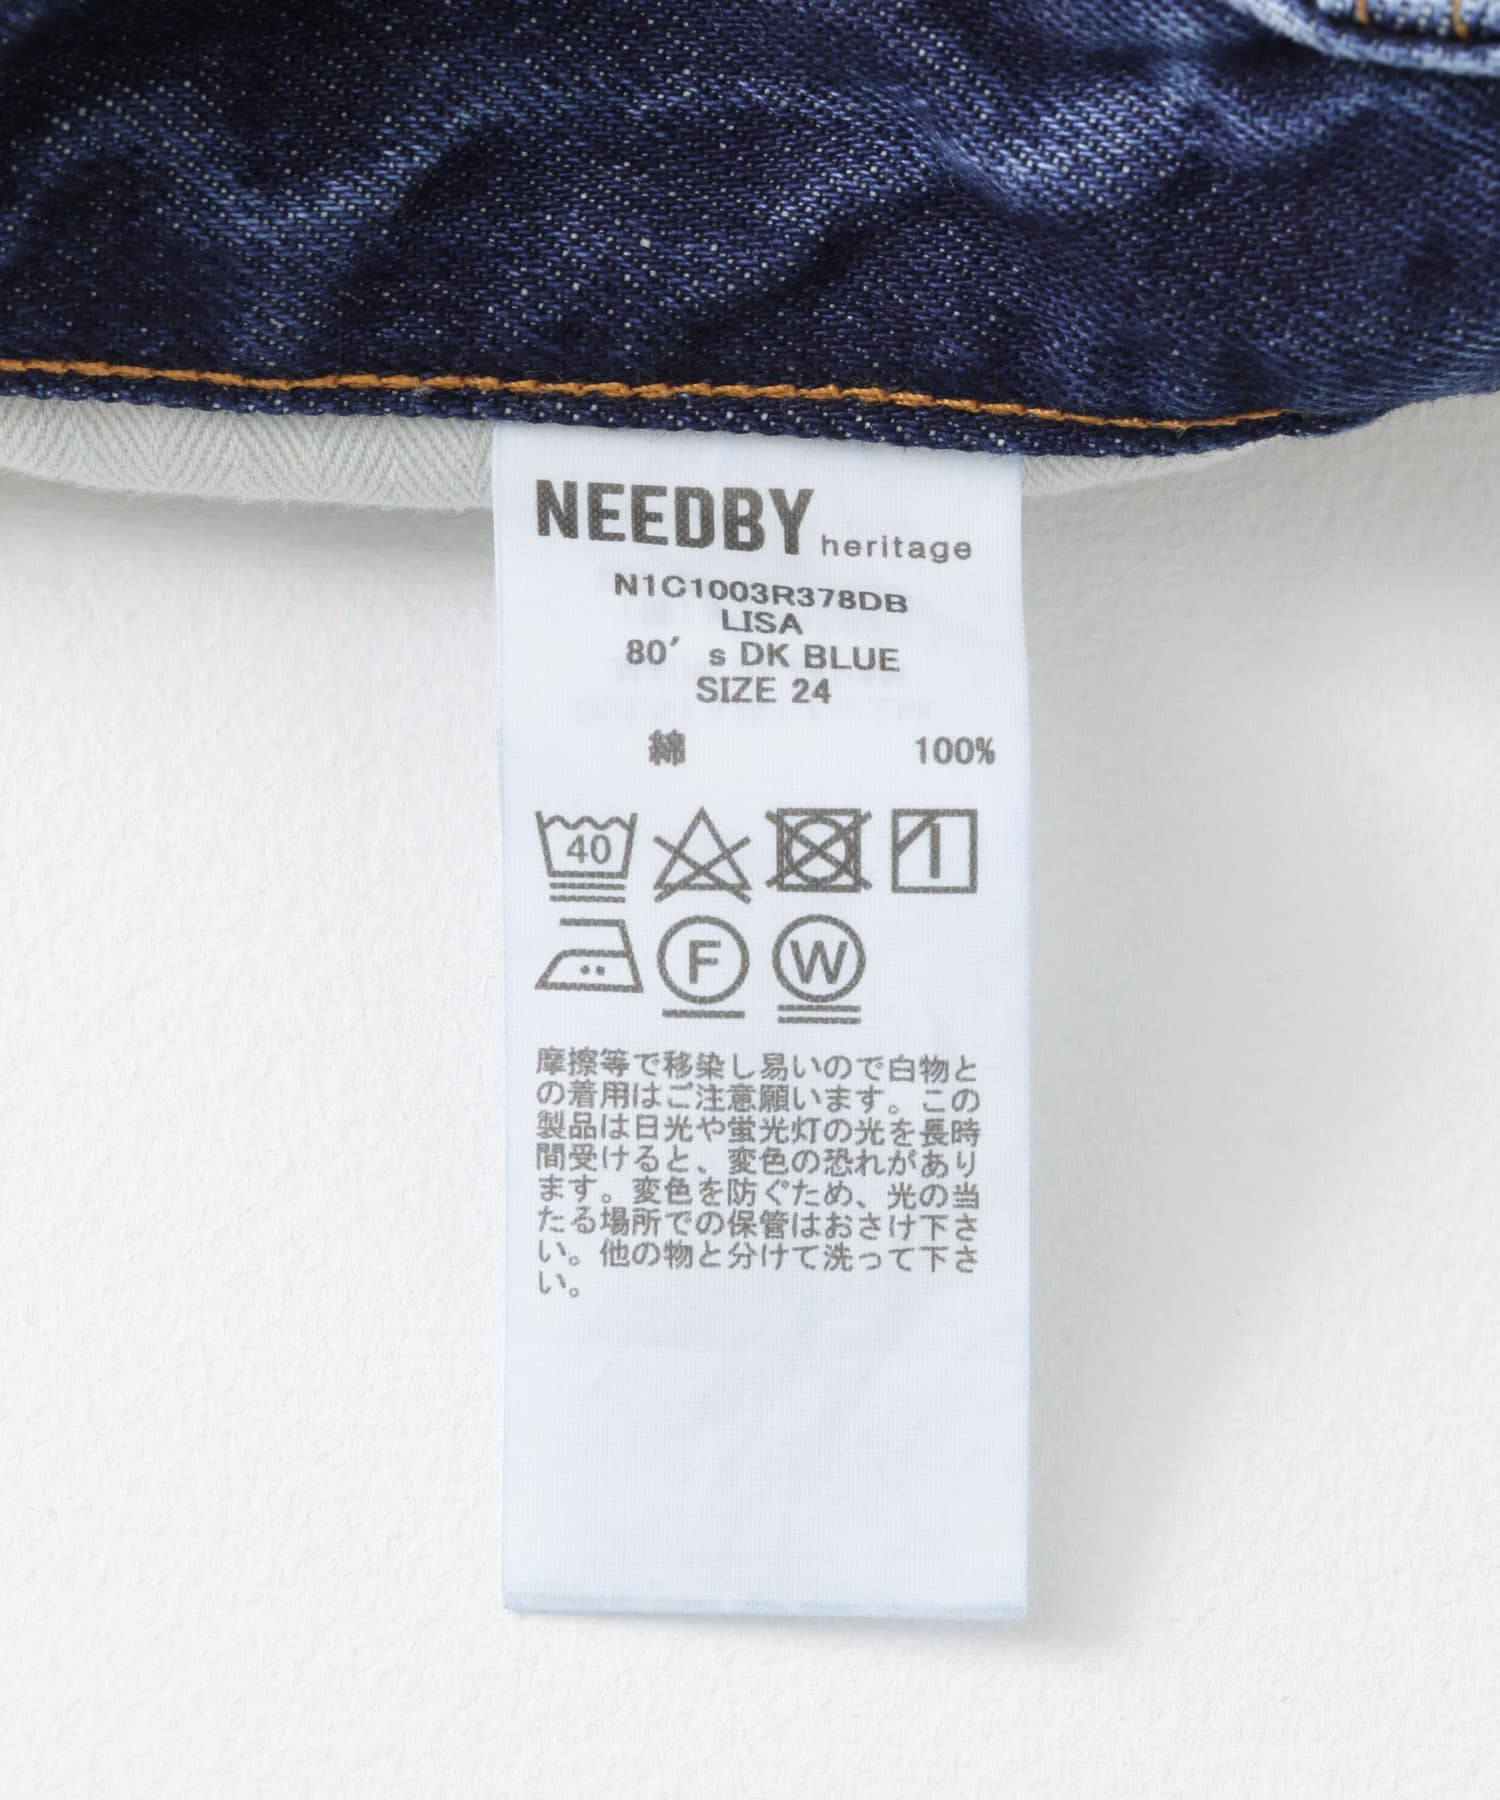 NEEDBY heritage
N1C1003R378DB
LISA
80′s DK BLUE
SIZE 24
綿 100%
40
F W
摩擦等で移染し易いので白物と
の着用はご注意願います。この
製品は日光や蛍光灯の光を長時
間受けると、変色の恐れがあり
ます。変色を防ぐため、光の当
たる場所での保管はおさけ下さ
い。他の物と分けて洗って下さ
い。